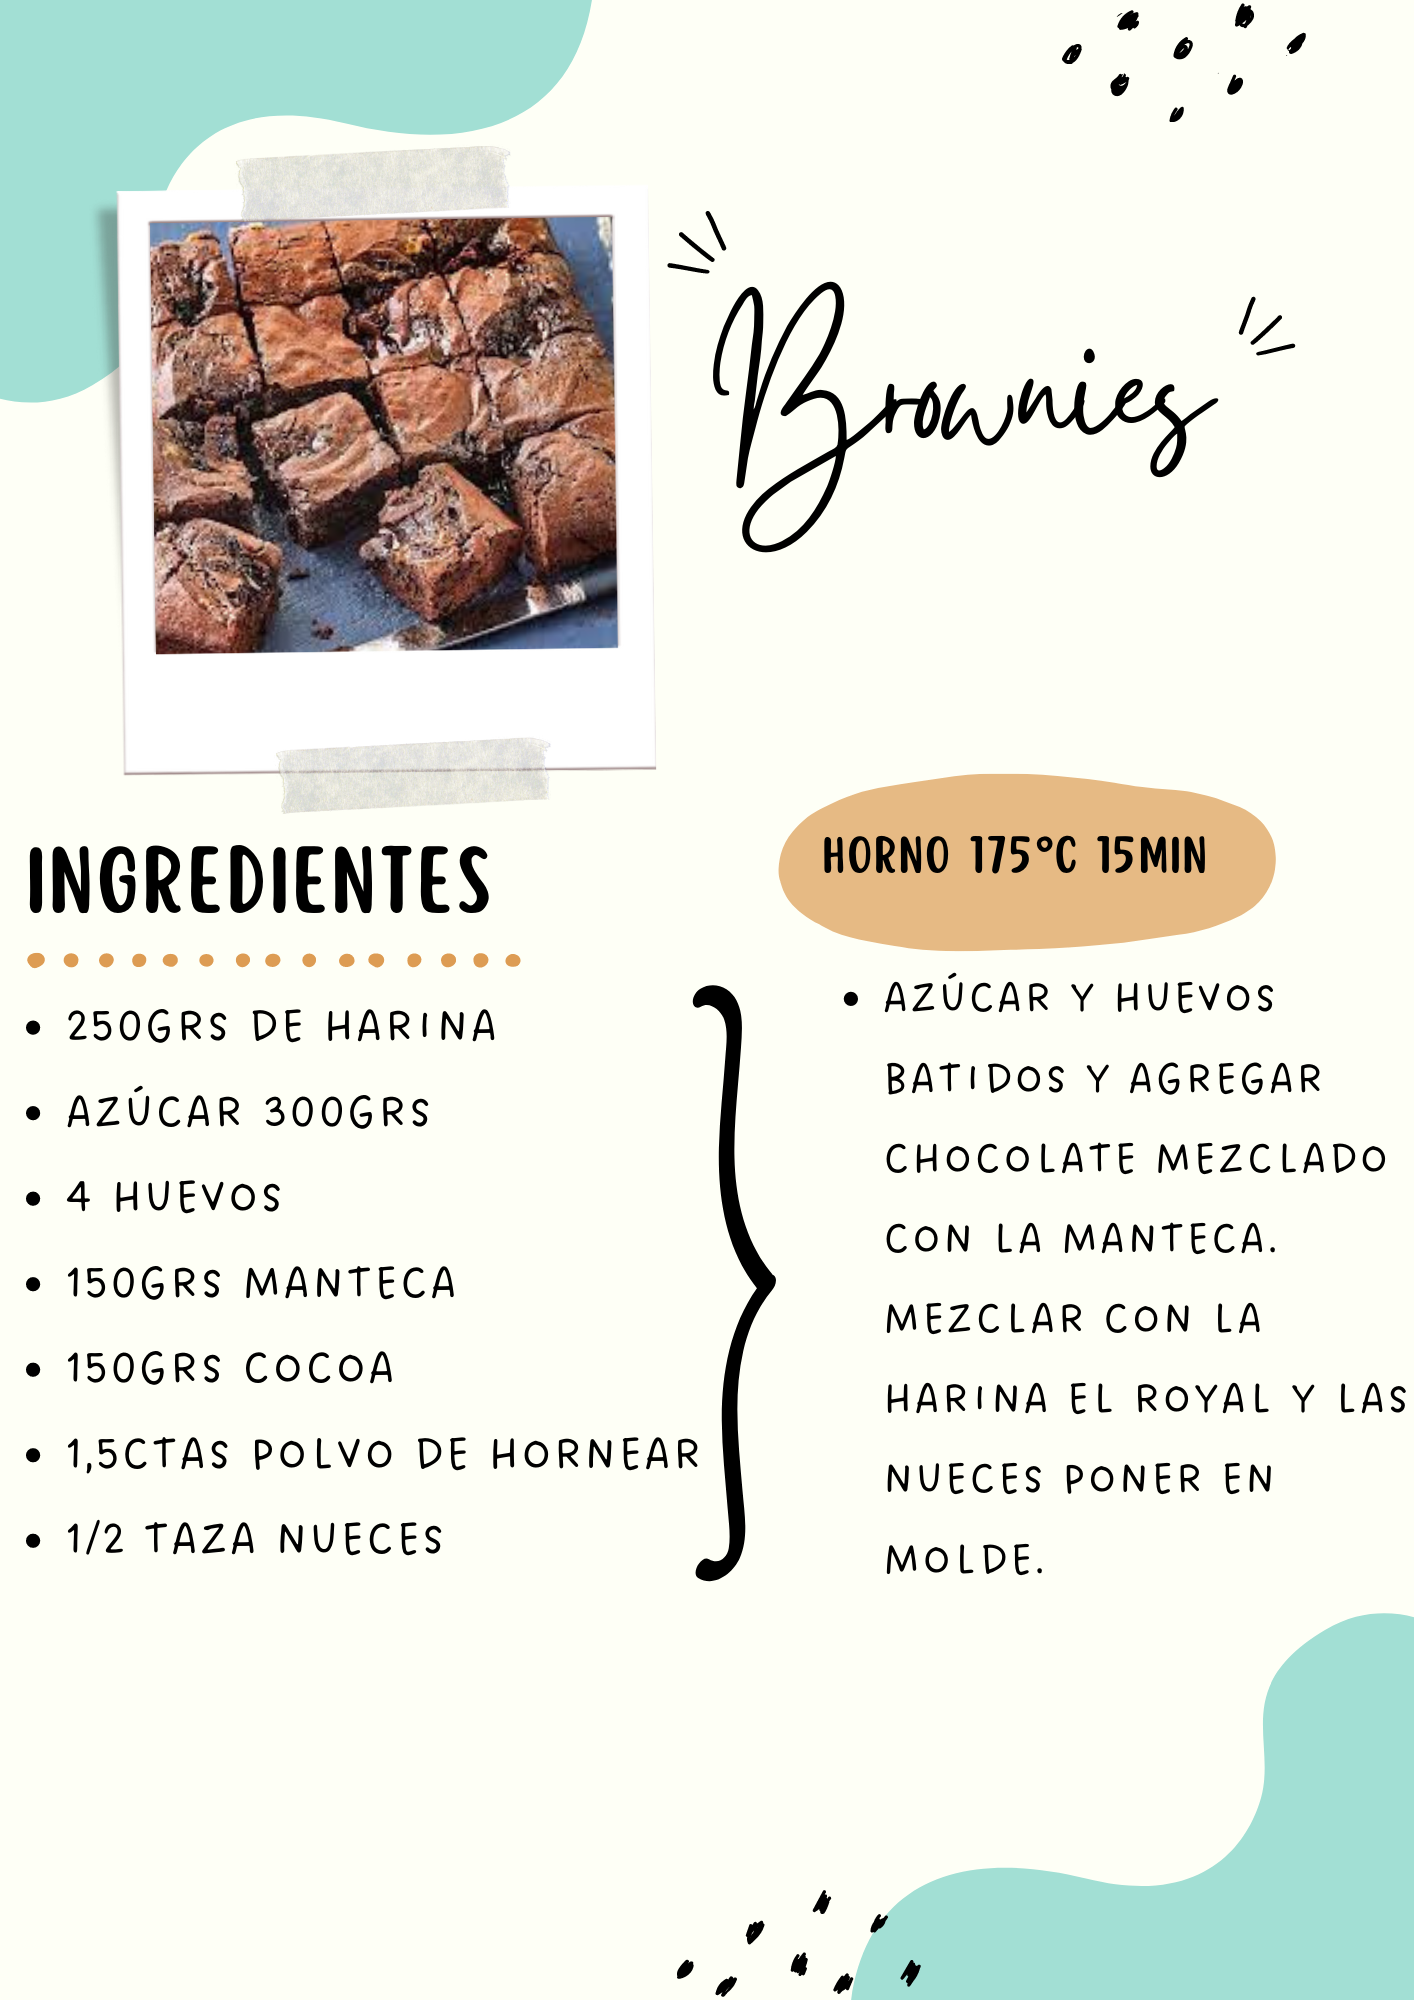 Brownies
INGREDIENTES
250GRS DE HARINA
AZÚCAR 300GRS
4 HUEVOS
150GRS MANTECA
150GRS COCOA
1,5CTAS POLVO DE HORNEAR
1/2 TAZA NUECES
HORNO 175°C 15MIN
AZÚCAR Y HUEVOS
BATIDOS Y AGREGAR
CHOCOLATE MEZCLADO
CON LA MANTECA.
MEZCLAR CON LA
HARINA EL ROYAL Y LAS
NUECES PONER EN
MOLDE.